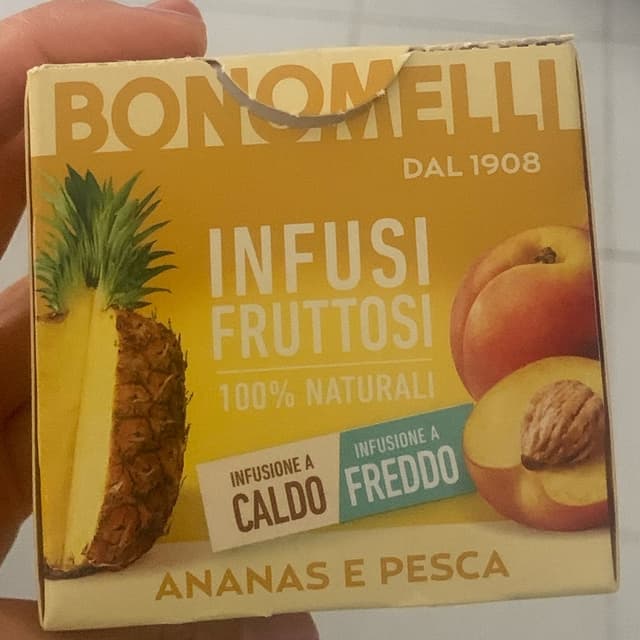 BONOMELLI
DAL 1908
INFUSI
FRUTTOSI
100% NATURALI
INFUSIONE A
CALDO
INFUSIONE A
FREDDO
ANANAS E PESCA